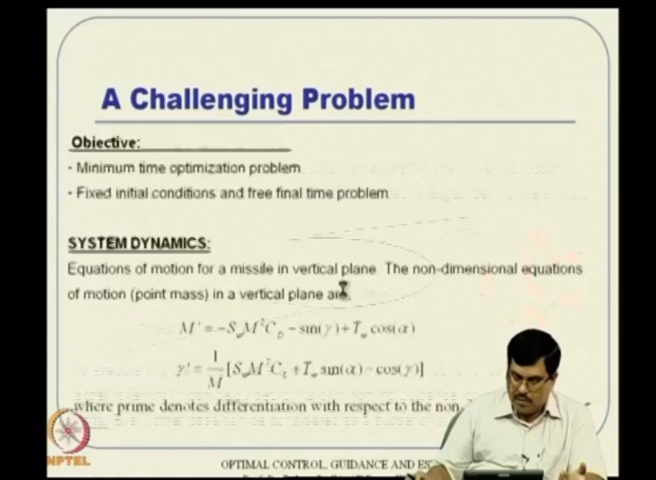 A Challenging Problem
Objective:
- Minimum time optimization problem
- Fixed initial conditions and free final time problem
SYSTEM DYNAMICS:
Equations of motion for a missile in vertical plane. The non-dimensional equations
of motion (point mass) in a vertical plane are:
M' = -S_w M² C_D - sin(γ) + T_w cos(α)
γ' = 1/M [S_w M² C_L + T_w sin(α) - cos(γ)]
where prime denotes differentiation with respect to the non
NPTEL
OPTIMAL CONTROL, GUIDANCE AND ES